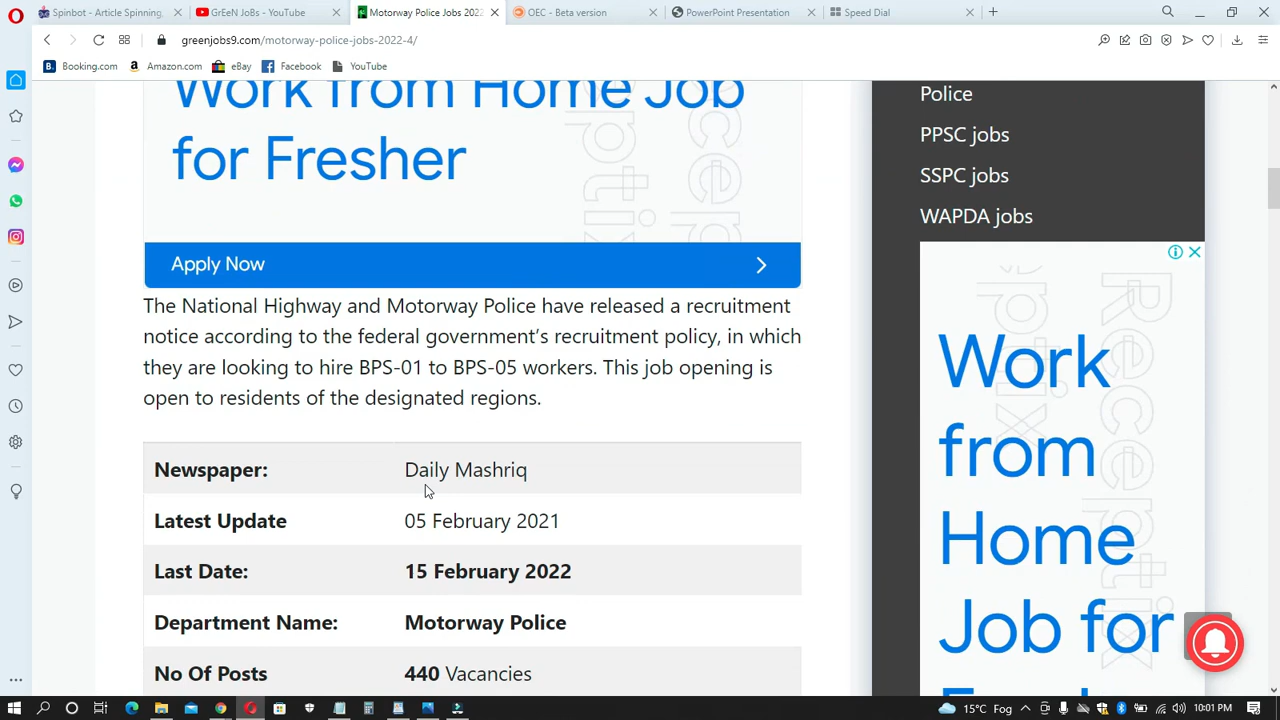 Spinbot - Article Spinning,
GrEeN JoBs - YouTube
Motorway Police Jobs 2022
OEC - Beta version
PowerPoint Presentation
Speed Dial
greenjobs9.com/motorway-police-jobs-2022-4/
Booking.com
Amazon.com
eBay
Facebook
YouTube
Work from Home Job
for Fresher
Apply Now
The National Highway and Motorway Police have released a recruitment
notice according to the federal government's recruitment policy, in which
they are looking to hire BPS-01 to BPS-05 workers. This job opening is
open to residents of the designated regions.
Newspaper: Daily Mashriq
Latest Update 05 February 2021
Last Date: 15 February 2022
Department Name: Motorway Police
No Of Posts 440 Vacancies
Police
PPSC jobs
SSPC jobs
WAPDA jobs
Work
from
Home
Job for
15°C Fog
10:01 PM